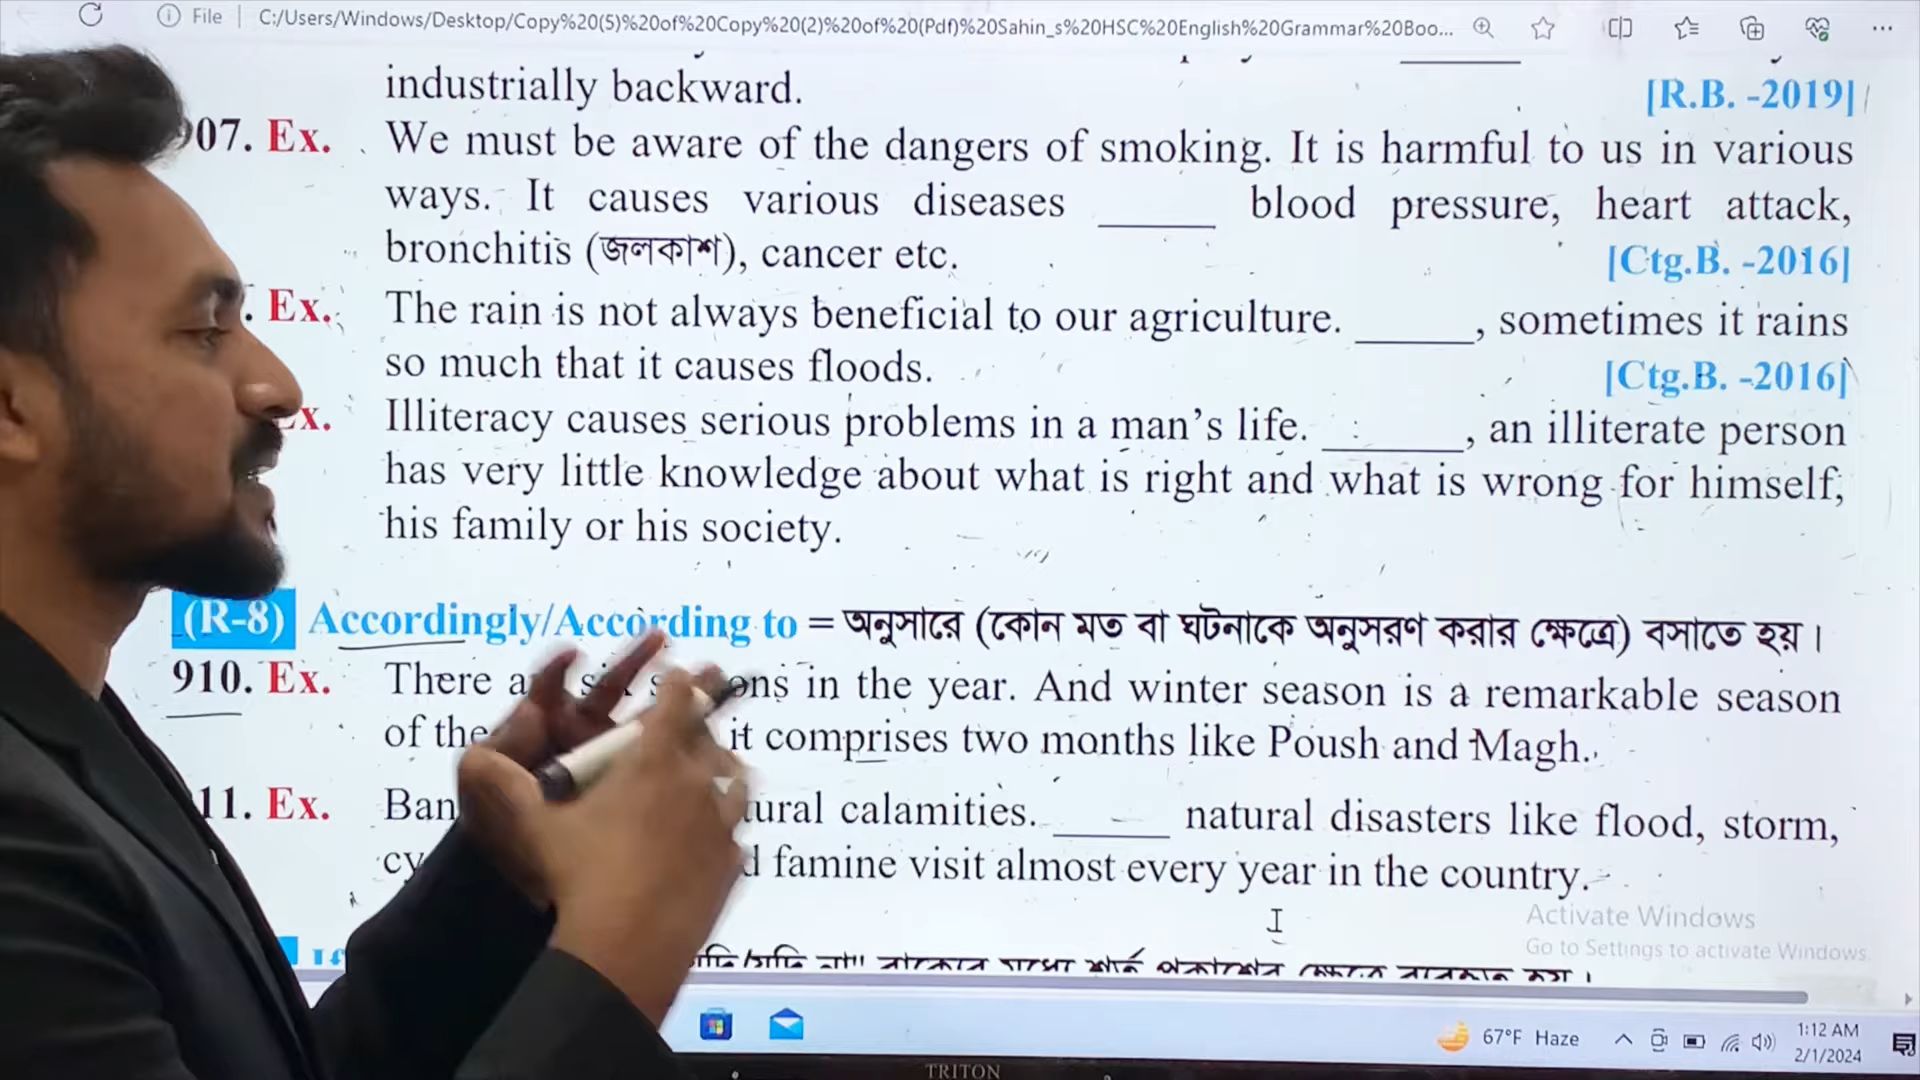 File C:/Users/Windows/Desktop/Copy%20(5)%20of%20Copy%20(2)%20of%20(Pdf)%20Sahin_s%20HSC%20English%20Grammar%20Boo...
industrially backward. [R.B. -2019]
907. Ex. We must be aware of the dangers of smoking. It is harmful to us in various
ways. It causes various diseases ______ blood pressure, heart attack,
bronchitis (জলকাশ), cancer etc. [Ctg.B. -2016]
. Ex. The rain is not always beneficial to our agriculture. ______, sometimes it rains
so much that it causes floods. [Ctg.B. -2016]
Ex. Illiteracy causes serious problems in a man's life. ______, an illiterate person
has very little knowledge about what is right and what is wrong for himself,
his family or his society.
(R-8) Accordingly/According to = অনুসারে (কোন মত বা ঘটনাকে অনুসরণ করার ক্ষেত্রে) বসাতে হয়।
910. Ex. There in the year. And winter season is a remarkable season
of the it comprises two months like Poush and Magh.
11. Ex. calamities. ______ natural disasters like flood, storm,
famine visit almost every year in the country.
Activate Windows
Go to Settings to activate Windows.
67°F Haze
1:12 AM
2/1/2024
TRITON